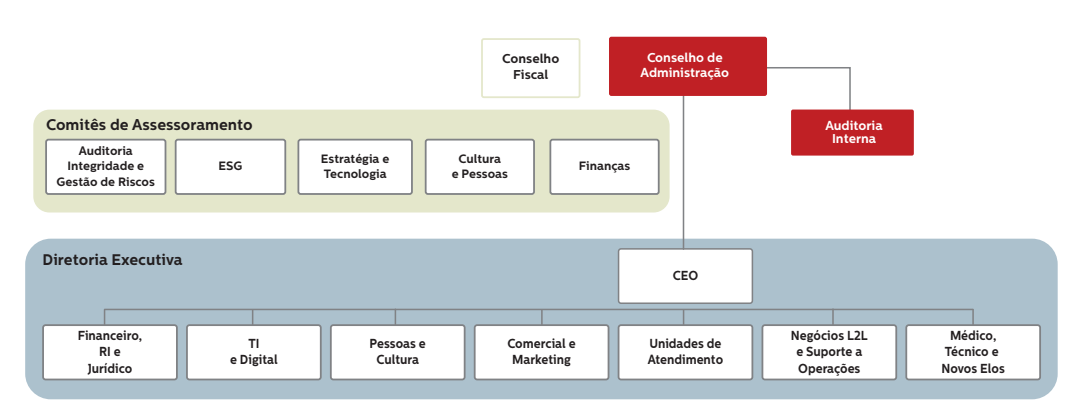 Conselho
Fiscal
Conselho de
Administração
Auditoria
Interna
Comitês de Assessoramento
Auditoria
Integridade e
Gestão de Riscos
ESG
Estratégia e
Tecnologia
Cultura
e Pessoas
Finanças
Diretoria Executiva
CEO
Financeiro,
RI e
Jurídico
TI
e Digital
Pessoas e
Cultura
Comercial e
Marketing
Unidades de
Atendimento
Negócios L2L
e Suporte a
Operações
Médico,
Técnico e
Novos Elos